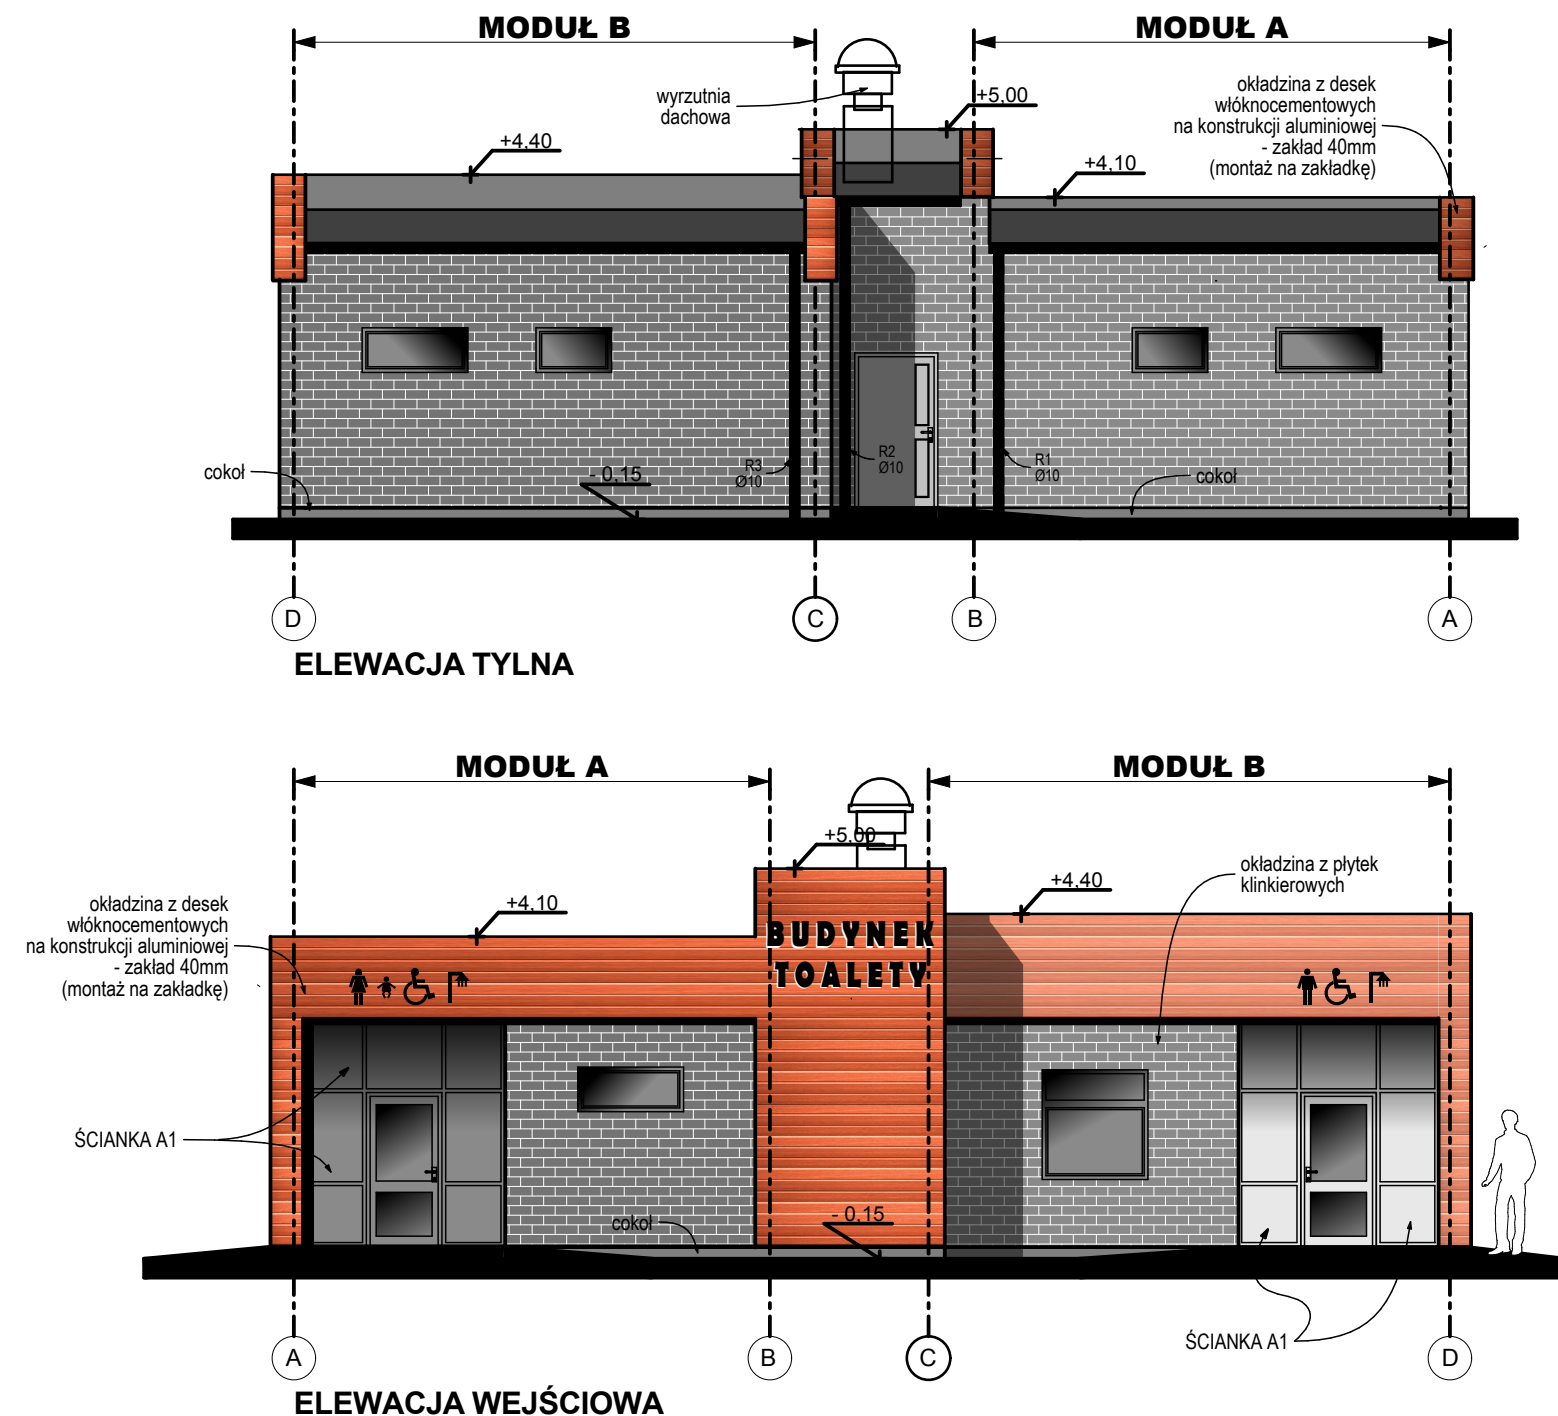 MODUŁ B
MODUŁ A
wyrzutnia
dachowa
+5,00
okładzina z desek
włóknocementowych
na konstrukcji aluminiowej
- zakład 40mm
(montaż na zakładkę)
+4,40
+4,10
cokoł
- 0,15
R3
Ø10
R2
Ø10
R1
Ø10
cokoł
D
C
B
A
ELEWACJA TYLNA
MODUŁ A
MODUŁ B
+5,00
okładzina z płytek
klinkierowych
+4,40
okładzina z desek
włóknocementowych
na konstrukcji aluminiowej
- zakład 40mm
(montaż na zakładkę)
+4,10
BUDYNEK
TOALETY
ŚCIANKA A1
cokoł
- 0,15
ŚCIANKA A1
A
B
C
D
ELEWACJA WEJŚCIOWA